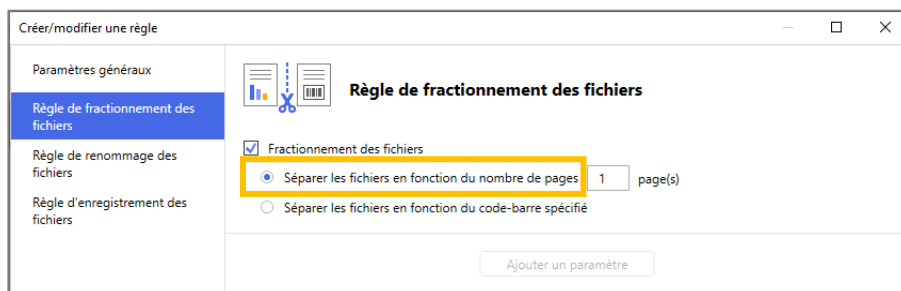 Créer/modifier une règle
Paramètres généraux
Règle de fractionnement des
fichiers
Règle de renommage des
fichiers
Règle d'enregistrement des
fichiers
Règle de fractionnement des fichiers
Fractionnement des fichiers
Séparer les fichiers en fonction du nombre de pages 1 page(s)
Séparer les fichiers en fonction du code-barre spécifié
Ajouter un paramètre